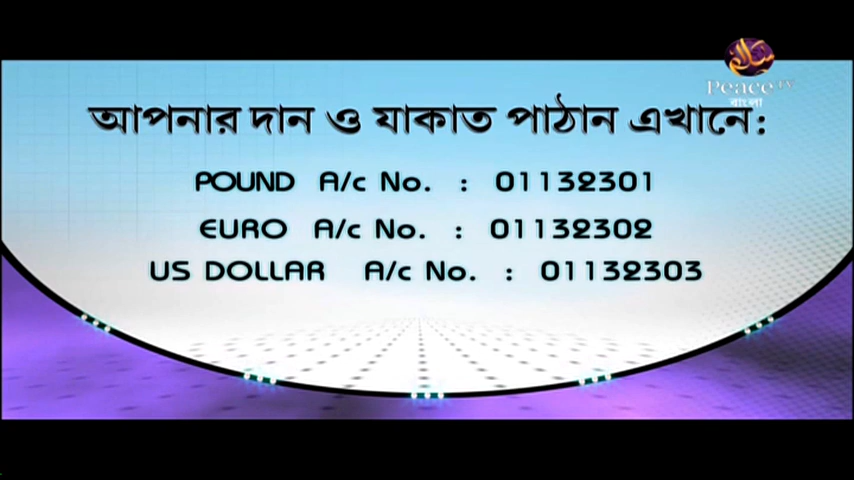 Peace TV
বাংলা
আপনার দান ও যাকাত পাঠান এখানে:
POUND A/c No. : 01132301
EURO A/c No. : 01132302
US DOLLAR A/c No. : 01132303